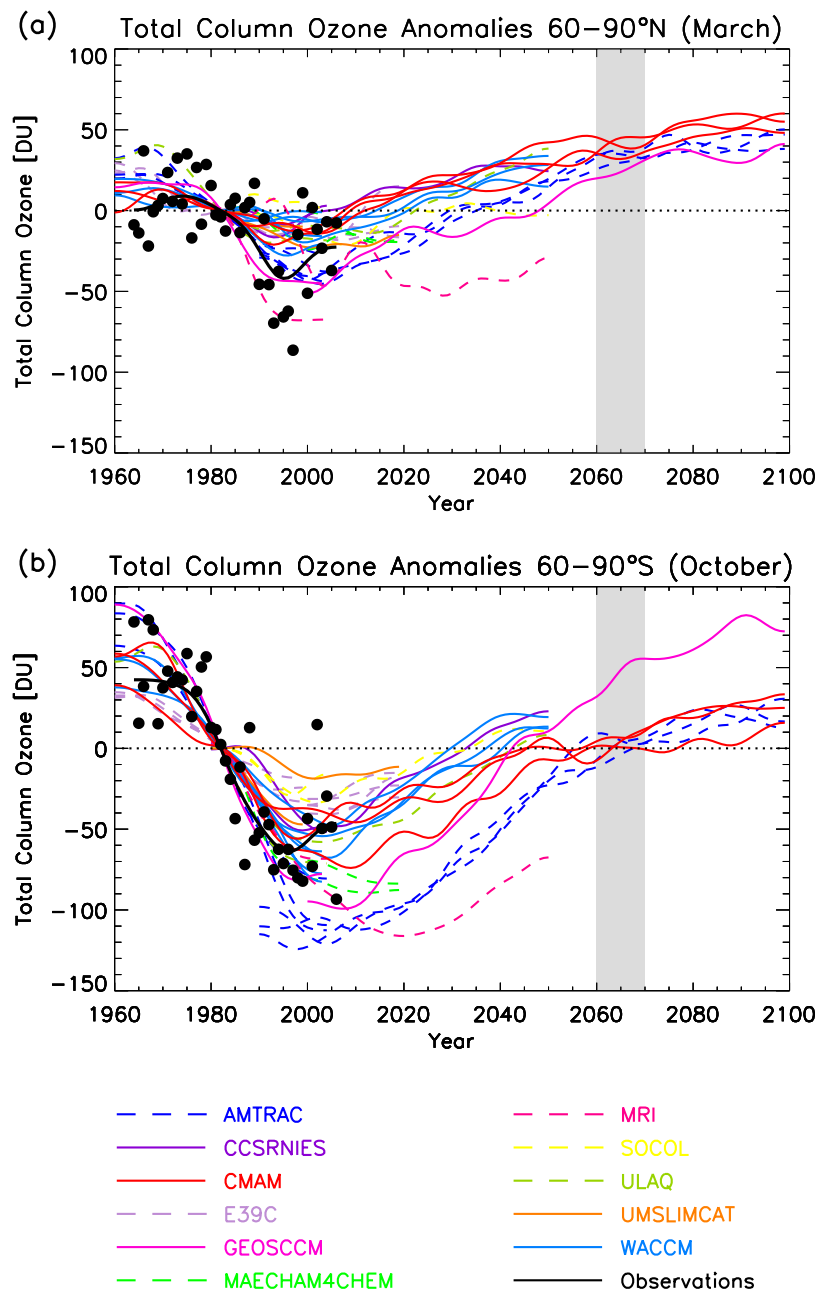 (a) Total Column Ozone Anomalies 60−90°N (March)
Total Column Ozone [DU]
100
50
0
−50
−100
−150
1960 1980 2000 2020 2040 2060 2080 2100
Year
(b) Total Column Ozone Anomalies 60−90°S (October)
Total Column Ozone [DU]
100
50
0
−50
−100
−150
1960 1980 2000 2020 2040 2060 2080 2100
Year
AMTRAC
CCSRNIES
CMAM
E39C
GEOSCCM
MAECHAM4CHEM
MRI
SOCOL
ULAQ
UMSLIMCAT
WACCM
Observations